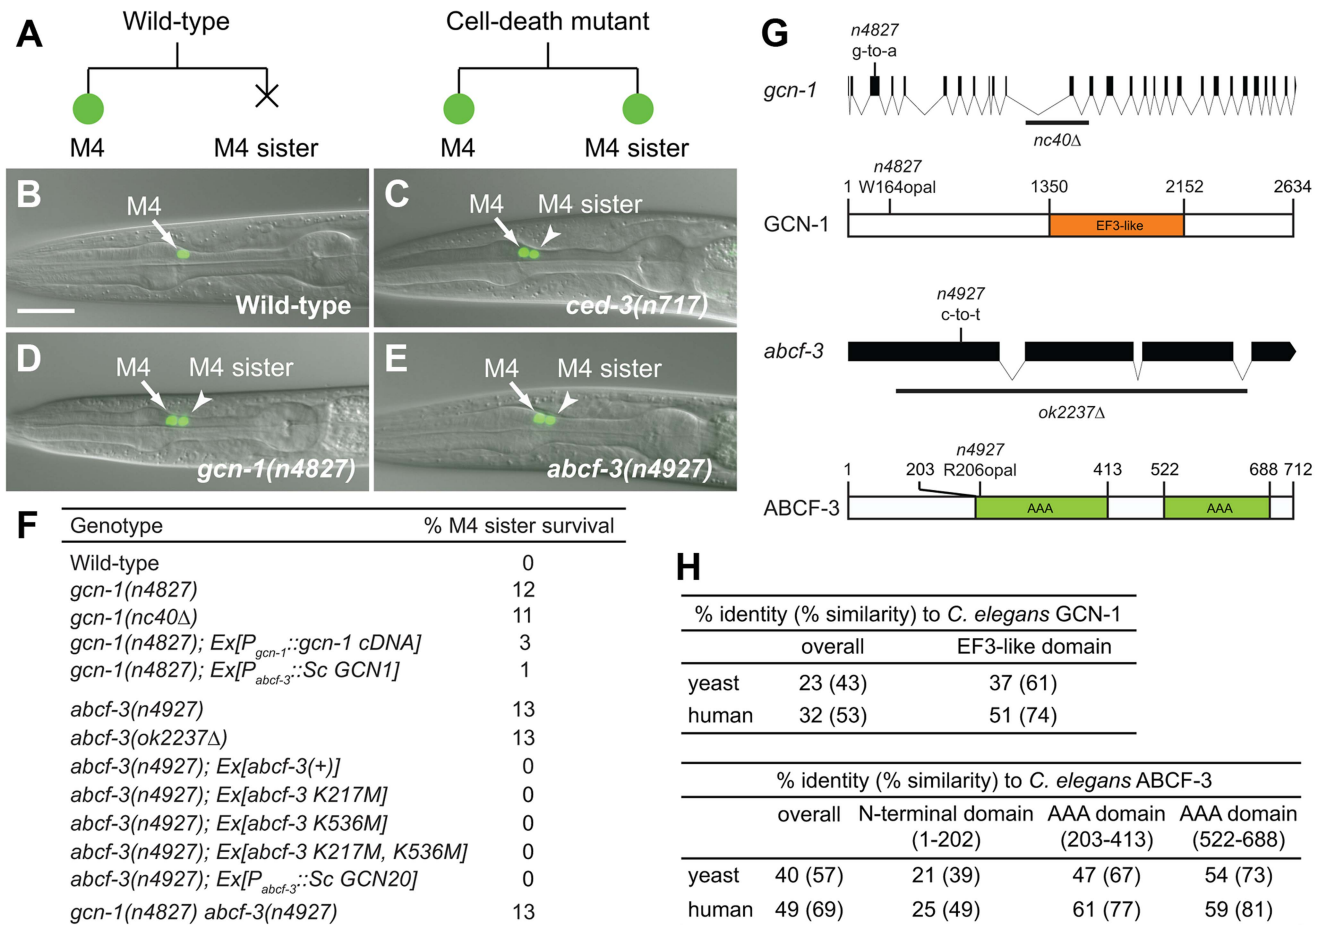 A
Wild-type
M4
M4 sister
Cell-death mutant
M4
M4 sister
B
M4
Wild-type
C
M4
M4 sister
ced-3(n717)
D
M4
M4 sister
gcn-1(n4827)
E
M4
M4 sister
abcf-3(n4927)
F
Genotype % M4 sister survival
Wild-type 0
gcn-1(n4827) 12
gcn-1(nc40Δ) 11
gcn-1(n4827); Ex[Pgcn-1::gcn-1 cDNA] 3
gcn-1(n4827); Ex[Pabcf-3::Sc GCN1] 1
abcf-3(n4927) 13
abcf-3(ok2237Δ) 13
abcf-3(n4927); Ex[abcf-3(+)] 0
abcf-3(n4927); Ex[abcf-3 K217M] 0
abcf-3(n4927); Ex[abcf-3 K536M] 0
abcf-3(n4927); Ex[abcf-3 K217M, K536M] 0
abcf-3(n4927); Ex[Pabcf-3::Sc GCN20] 0
gcn-1(n4827) abcf-3(n4927) 13
G
n4827
g-to-a
gcn-1
nc40Δ
n4827
1 W164opal 1350 2152 2634
GCN-1 EF3-like
n4927
c-to-t
abcf-3
ok2237Δ
n4927
1 203 R206opal 413 522 688 712
ABCF-3 AAA AAA
H
% identity (% similarity) to C. elegans GCN-1
overall EF3-like domain
yeast 23 (43) 37 (61)
human 32 (53) 51 (74)
% identity (% similarity) to C. elegans ABCF-3
overall N-terminal domain AAA domain AAA domain
(1-202) (203-413) (522-688)
yeast 40 (57) 21 (39) 47 (67) 54 (73)
human 49 (69) 25 (49) 61 (77) 59 (81)